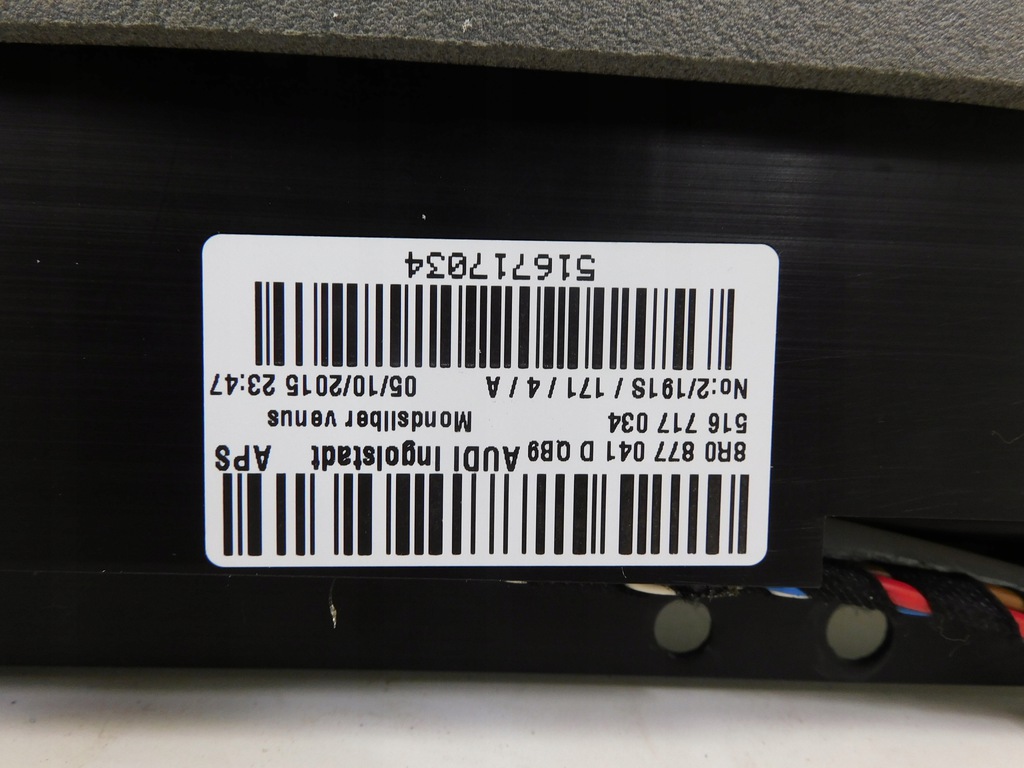 8R0 877 041 D QB9 AUDI Ingolstadt APS
516 717 034 Mondsilber venus
No:2/191S / 171 / 4 / A 05/10/2015 23:47
516717034